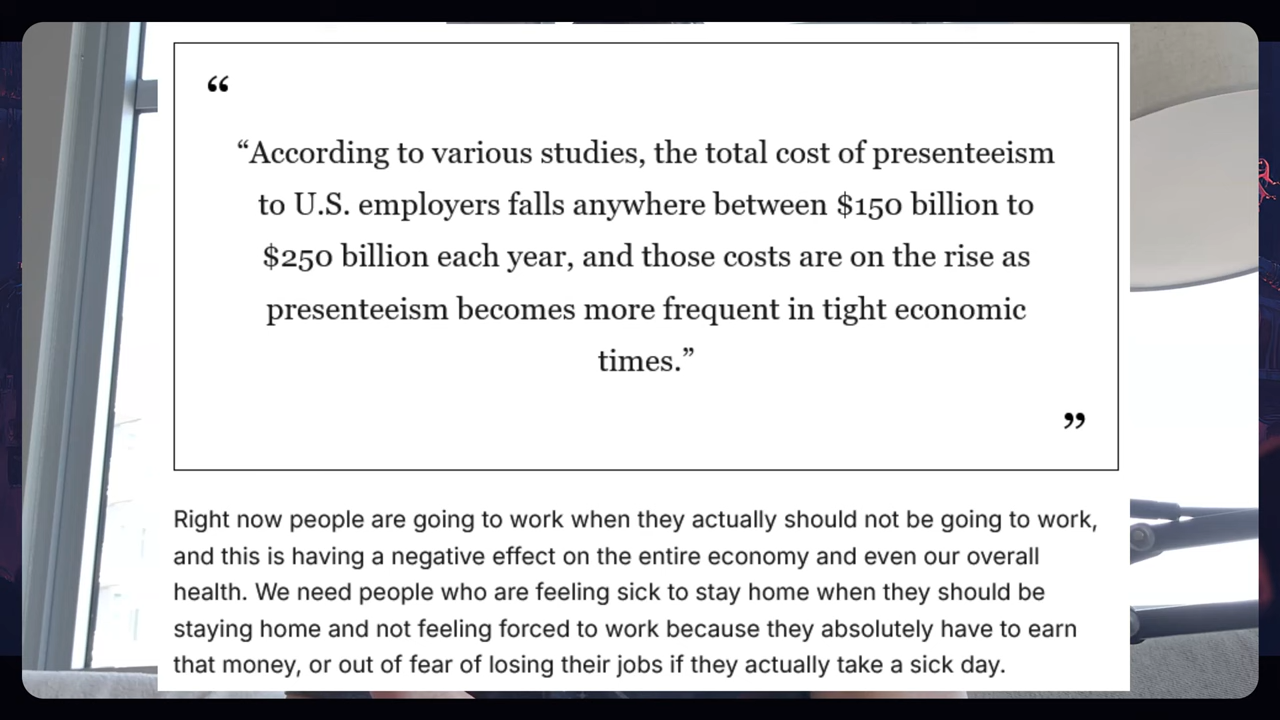 “
“According to various studies, the total cost of presenteeism
to U.S. employers falls anywhere between $150 billion to
$250 billion each year, and those costs are on the rise as
presenteeism becomes more frequent in tight economic
times.”
”
Right now people are going to work when they actually should not be going to work,
and this is having a negative effect on the entire economy and even our overall
health. We need people who are feeling sick to stay home when they should be
staying home and not feeling forced to work because they absolutely have to earn
that money, or out of fear of losing their jobs if they actually take a sick day.